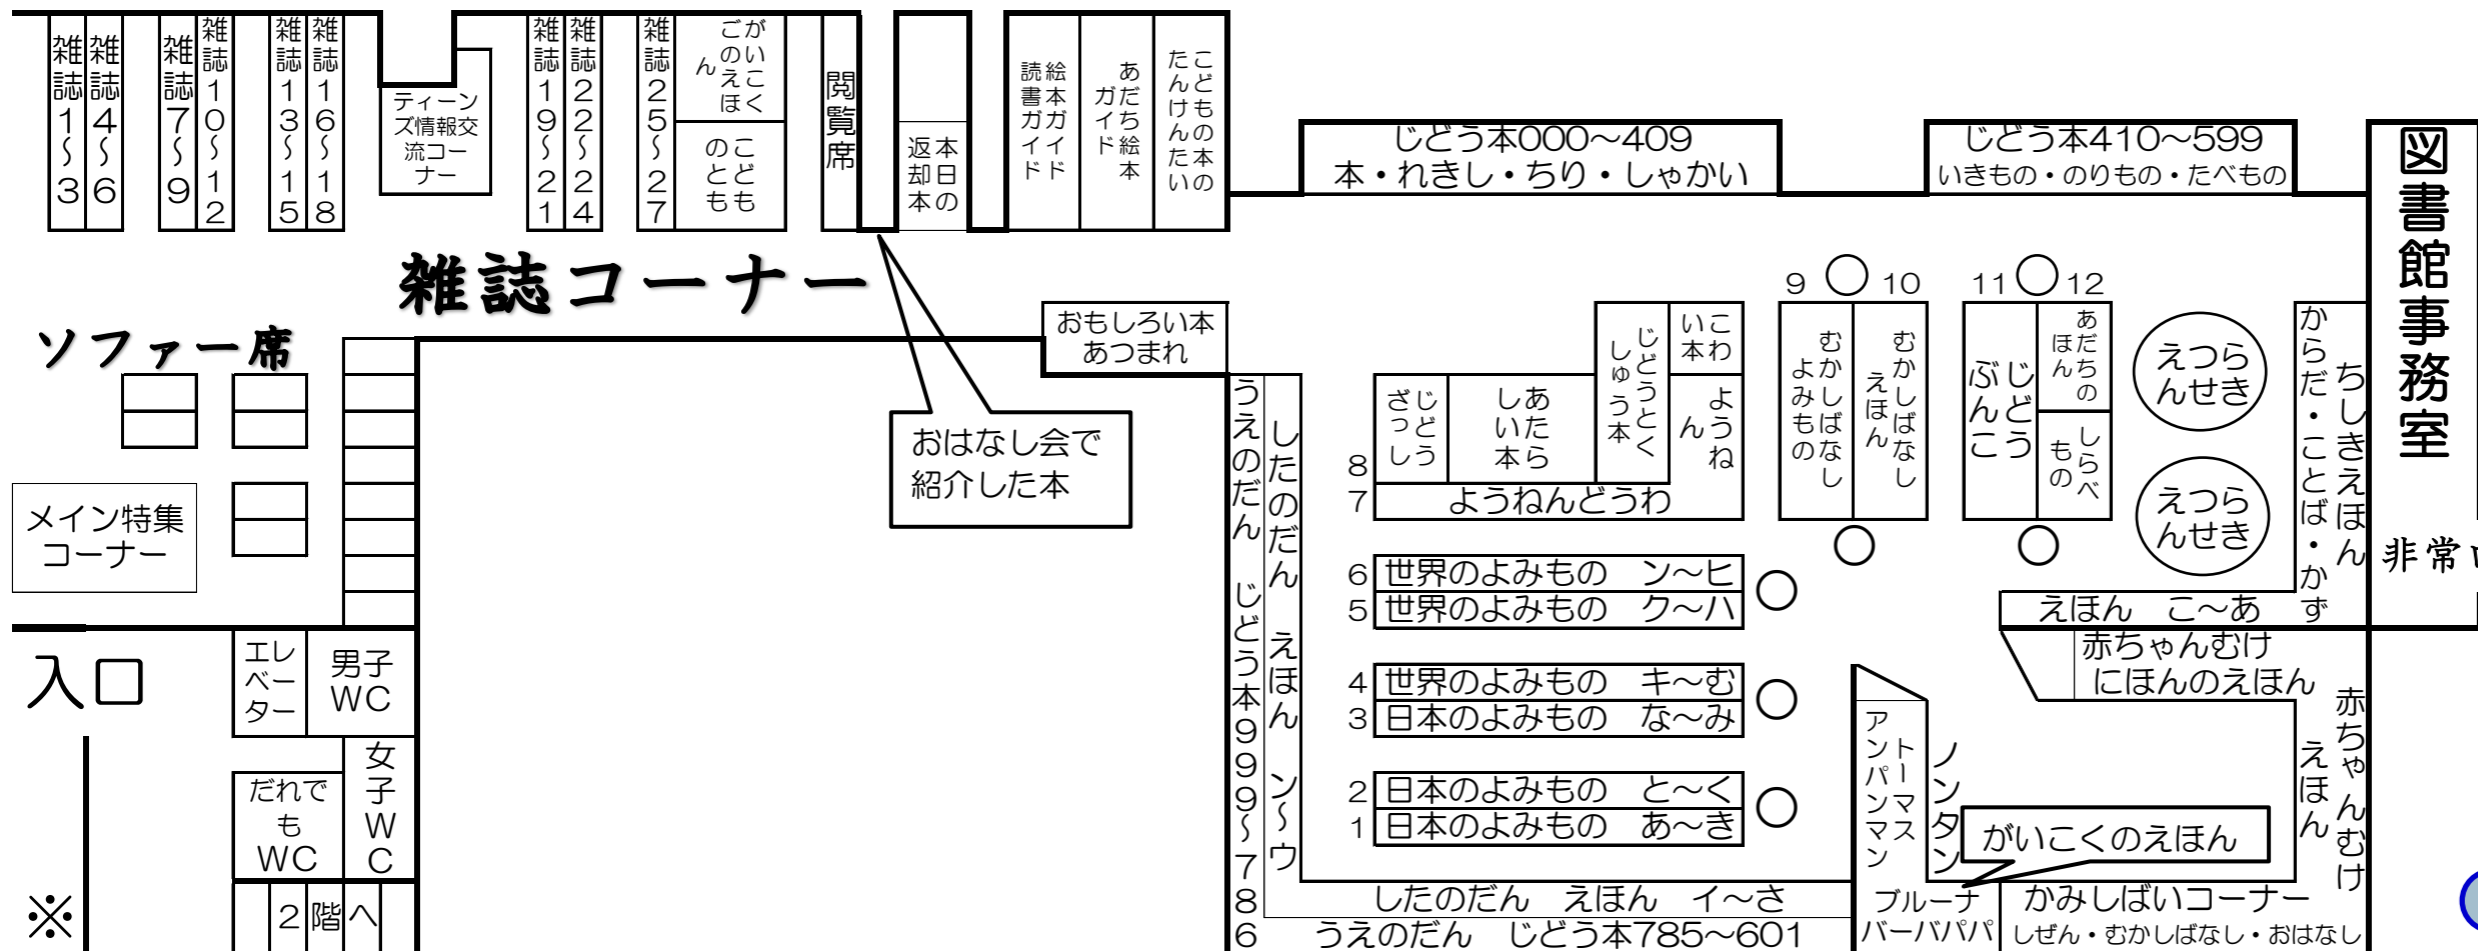 雑誌1〜3
雑誌4〜6
雑誌7〜9
雑誌10〜12
雑誌13〜15
雑誌16〜18
ティーン
ズ情報交
流コー
ナー
雑誌19〜21
雑誌22〜24
雑誌25〜27
がいこく
ごのえほ
ん
こども
のとも
閲覧席
本日の
返却本
絵本ガイド
読書ガイド
あだち絵本
ガイド
こどもの本の
たんけんたい
じどう本000〜409
本・れきし・ちり・しゃかい
じどう本410〜599
いきもの・のりもの・たべもの
図書館事務室
雑誌コーナー
ソファー席
おもしろい本
あつまれ
おはなし会で
紹介した本
メイン特集
コーナー
入口
エレ
ベー
ター
男子
WC
女子WC
だれで
も
WC
2階へ
※
うえのだん じどう本999〜786
したのだん えほん ン〜ウ
じどう
ざっし
あたら
しい本
じどうとく
しゅう本
こわ
い本
ようね
ん
8
7
ようねんどうわ
6
世界のよみもの ン〜ヒ
5
世界のよみもの ク〜ハ
4
世界のよみもの キ〜む
3
日本のよみもの な〜み
2
日本のよみもの と〜く
1
日本のよみもの あ〜き
9
10
むかしばなし
よみもの
むかしばなし
えほん
11
12
じどう
ぶんこ
あだちの
ほん
しらべ
もの
えつら
んせき
えつら
んせき
ちしきえほん
からだ・ことば・かず
非常
えほん こ〜あ
赤ちゃんむけ
にほんのえほん
赤ちゃんむけ
えほん
トーマス
アンパンマン
ノンタン
がいこくのえほん
ブルーナ
バーバパパ
かみしばいコーナー
しぜん・むかしばなし・おはなし
したのだん えほん イ〜さ
うえのだん じどう本785〜601